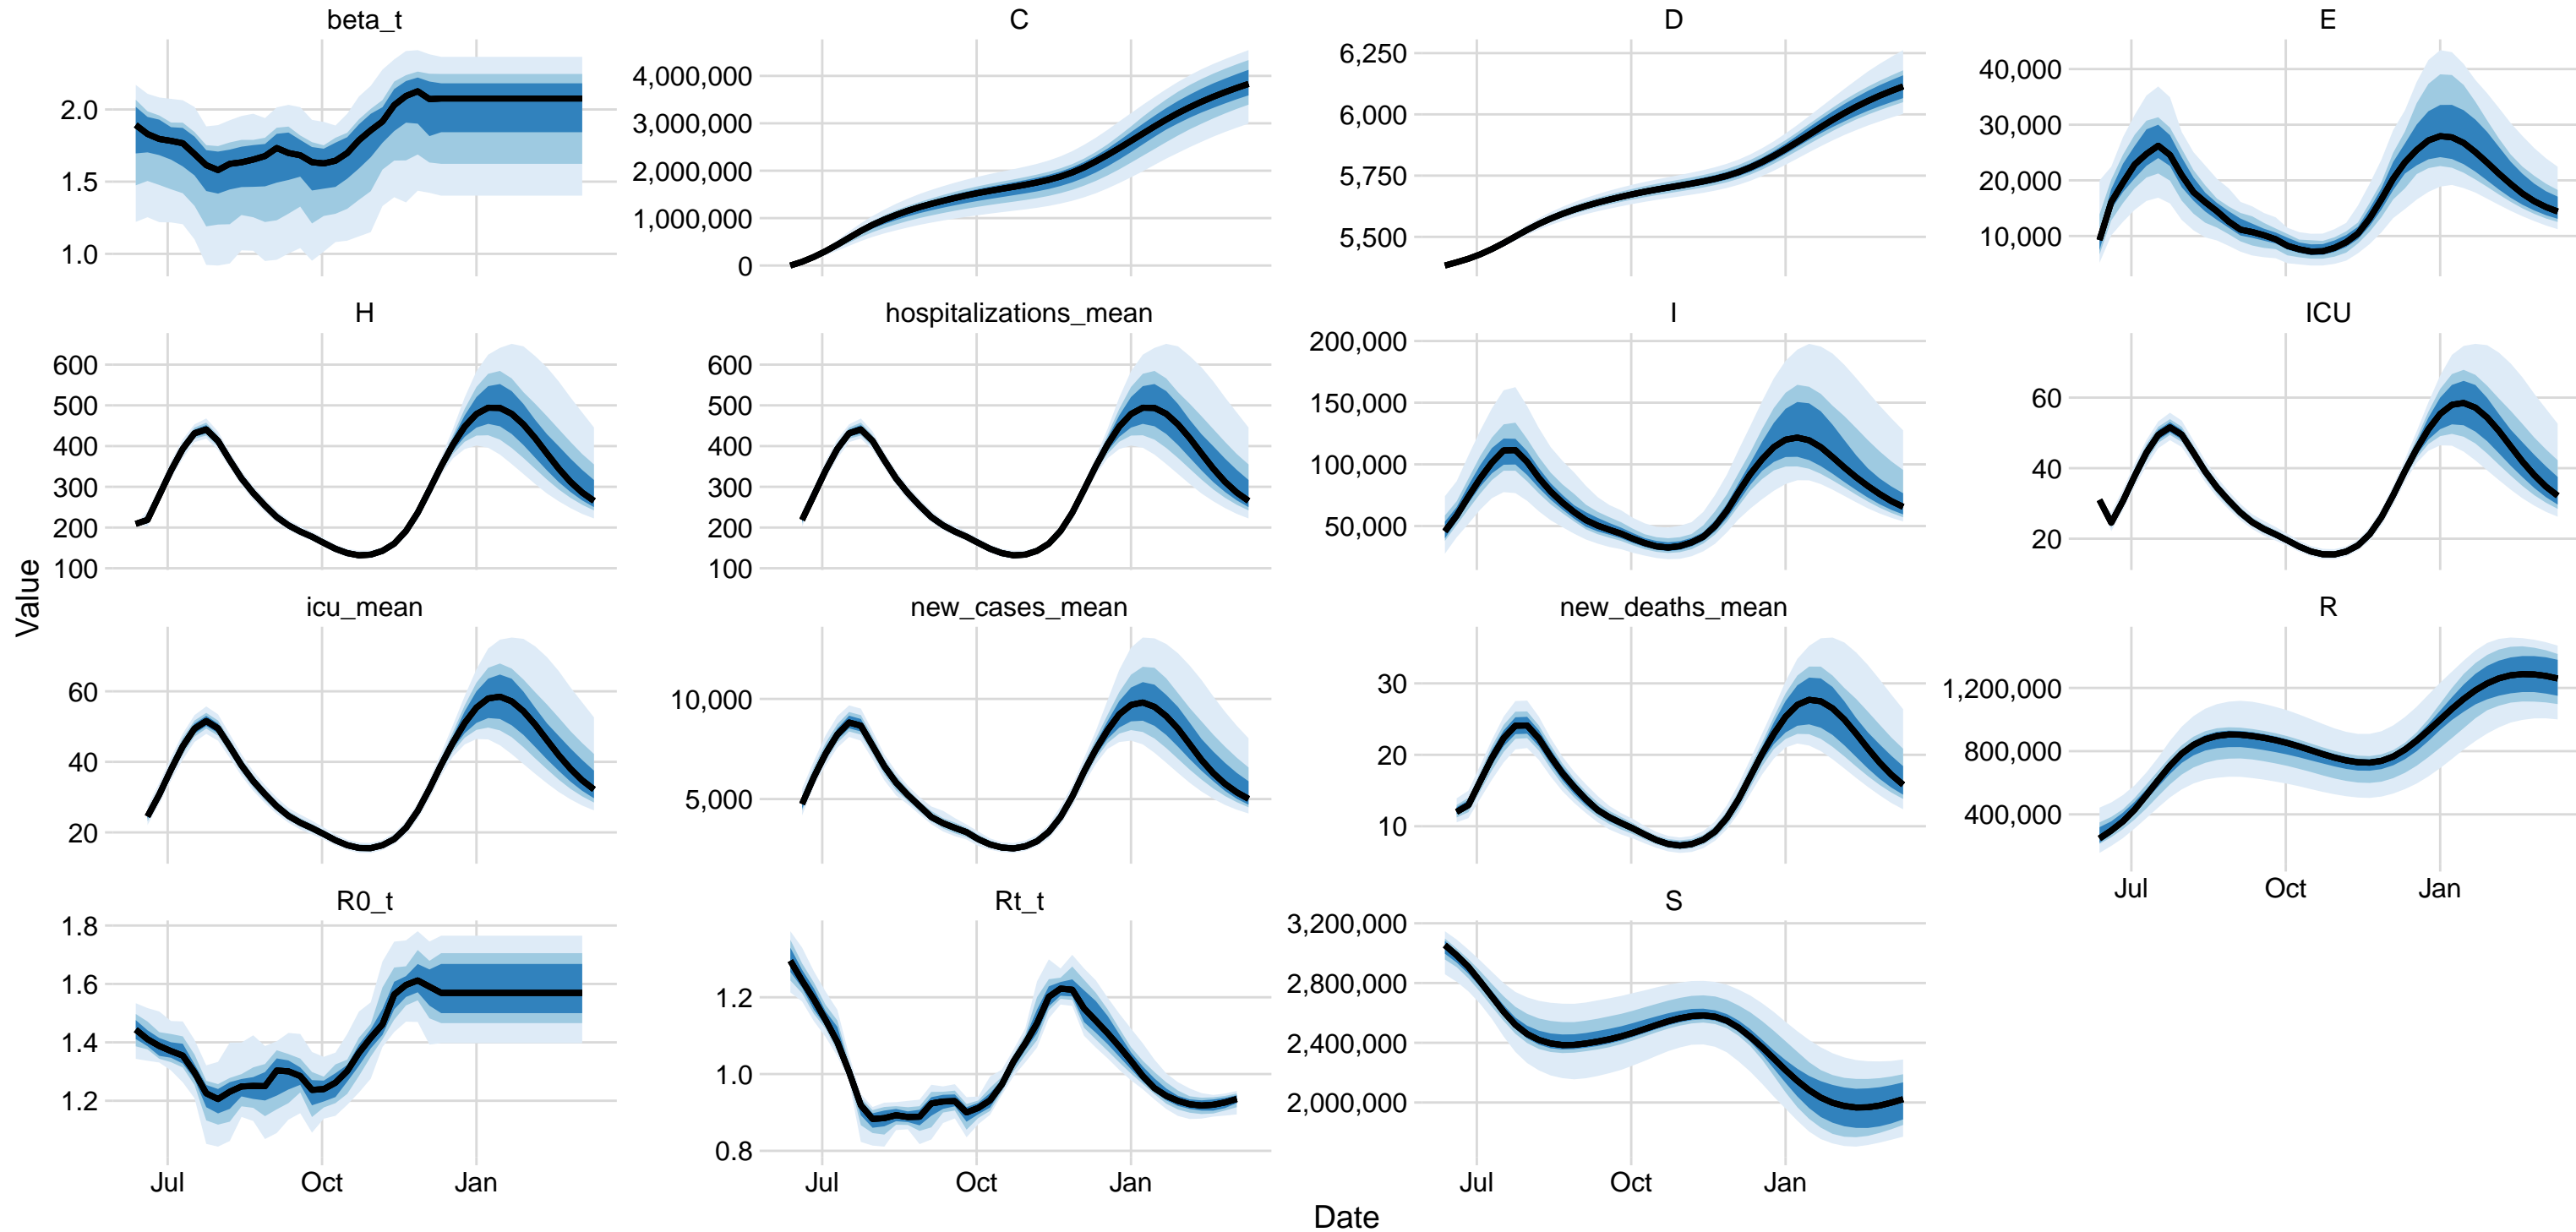 beta_t
C
D
E
2.0
1.5
1.0
4,000,000
3,000,000
2,000,000
1,000,000
0
6,250
6,000
5,750
5,500
40,000
30,000
20,000
10,000
H
hospitalizations_mean
I
ICU
600
500
400
300
200
100
600
500
400
300
200
100
200,000
150,000
100,000
50,000
60
40
20
Value
icu_mean
new_cases_mean
new_deaths_mean
R
60
40
20
10,000
5,000
30
20
10
1,200,000
800,000
400,000
Jul Oct Jan
R0_t
Rt_t
S
1.8
1.6
1.4
1.2
1.2
1.0
0.8
3,200,000
2,800,000
2,400,000
2,000,000
Jul Oct Jan
Jul Oct Jan
Jul Oct Jan
Date